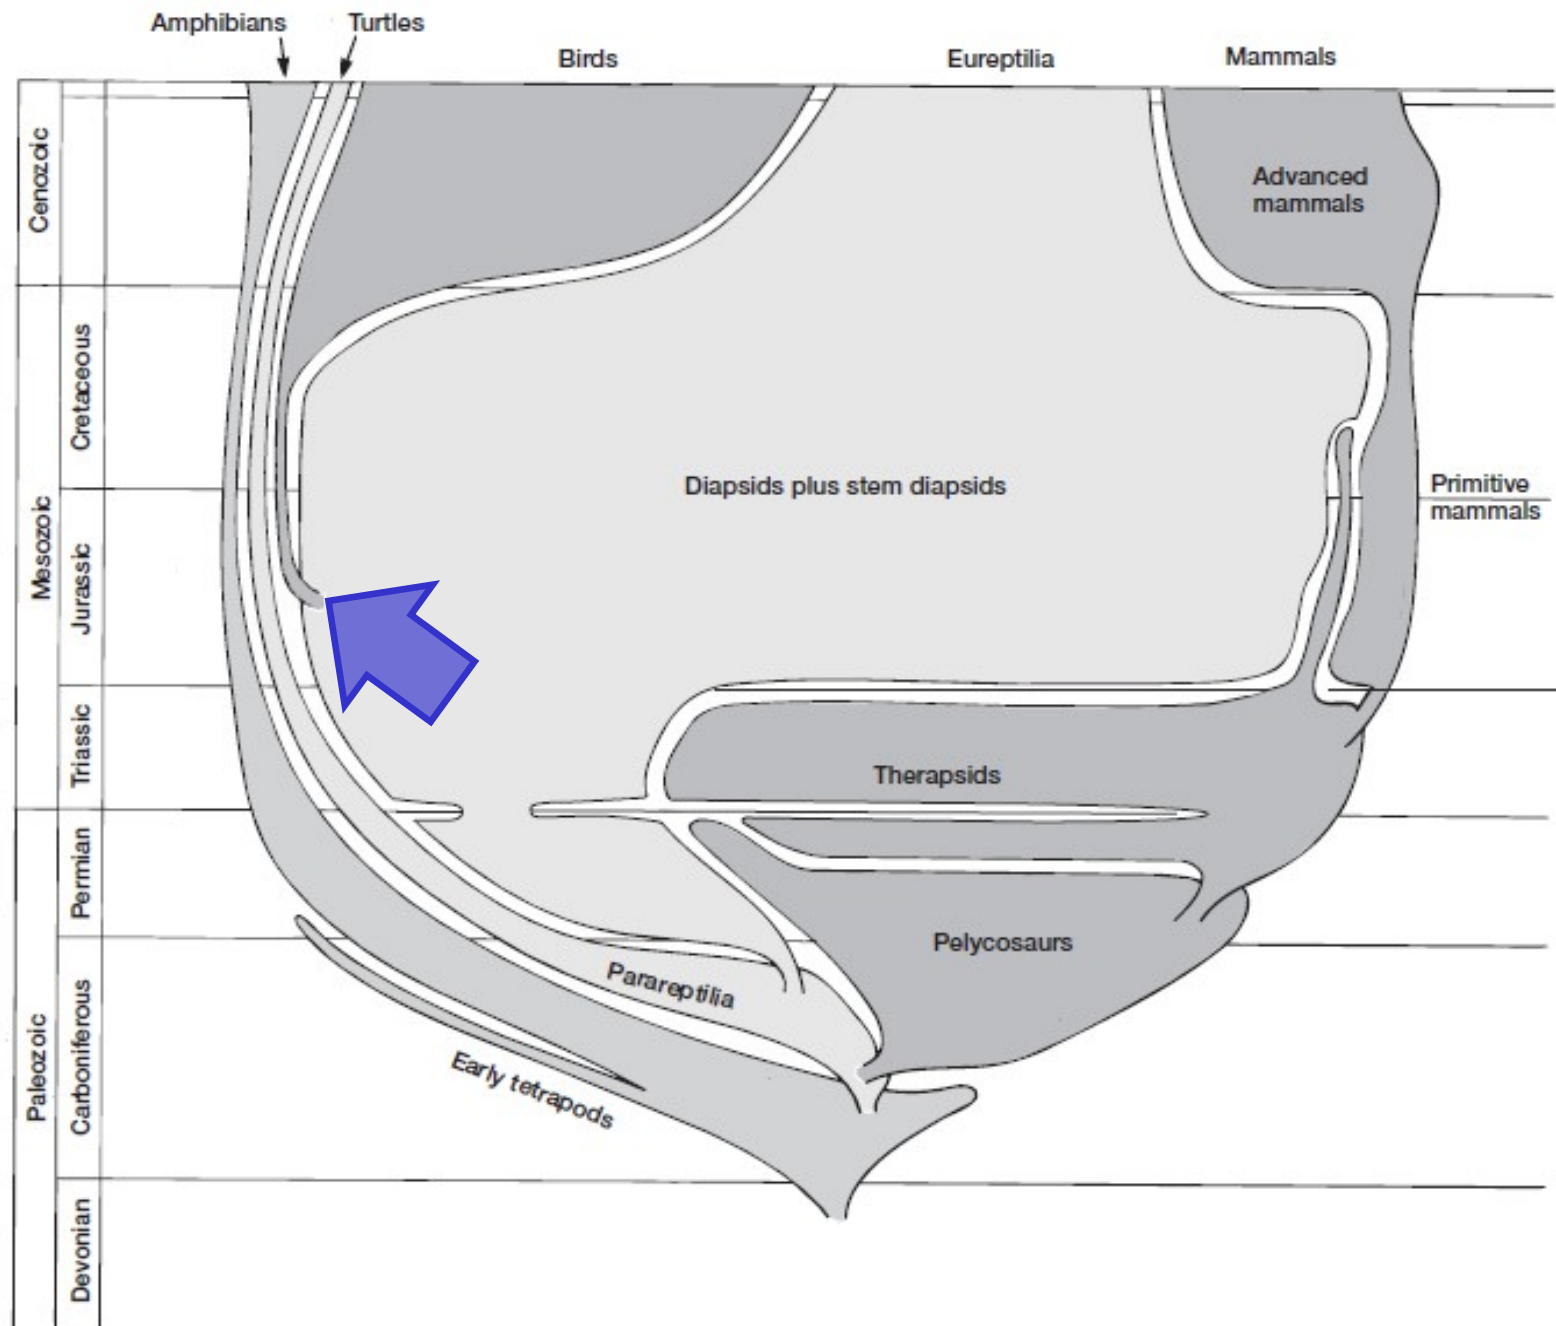 Amphibians
Turtles
Birds
Eureptilia
Mammals
Cenozoic
Advanced
mammals
Mesozoic
Cretaceous
Diapsids plus stem diapsids
Primitive
mammals
Jurassic
Triassic
Therapsids
Paleozoic
Permian
Pelycosaurs
Parareptilia
Carboniferous
Early tetrapods
Devonian